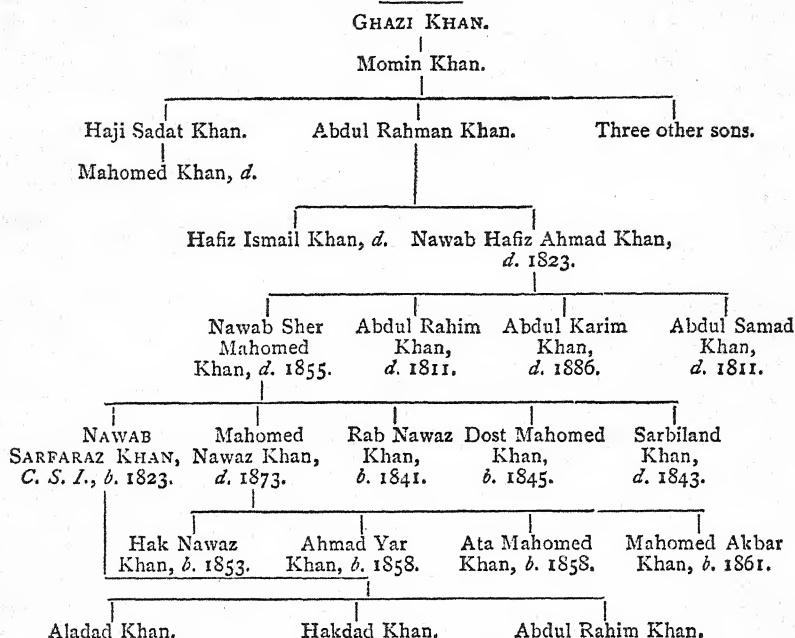 GHAZI KHAN.
Momin Khan.
Haji Sadat Khan. Abdul Rahman Khan. Three other sons.
Mahomed Khan, d.
Hafiz Ismail Khan, d. Nawab Hafiz Ahmad Khan,
d. 1823.
Nawab Sher Abdul Rahim Abdul Karim Abdul Samad
Mahomed Khan, Khan, Khan,
Khan, d. 1855. d. 1811. d. 1886. d. 1811.
NAWAB Mahomed Rab Nawaz Dost Mahomed Sarbiland
SARFARAZ KHAN, Nawaz Khan, Khan, Khan, Khan,
C. S. I., b. 1823. d. 1873. b. 1841. b. 1845. d. 1843.
Hak Nawaz Ahmad Yar Ata Mahomed Mahomed Akbar
Khan, b. 1853. Khan, b. 1858. Khan, b. 1858. Khan, b. 1861.
Aladad Khan. Hakdad Khan. Abdul Rahim Khan.